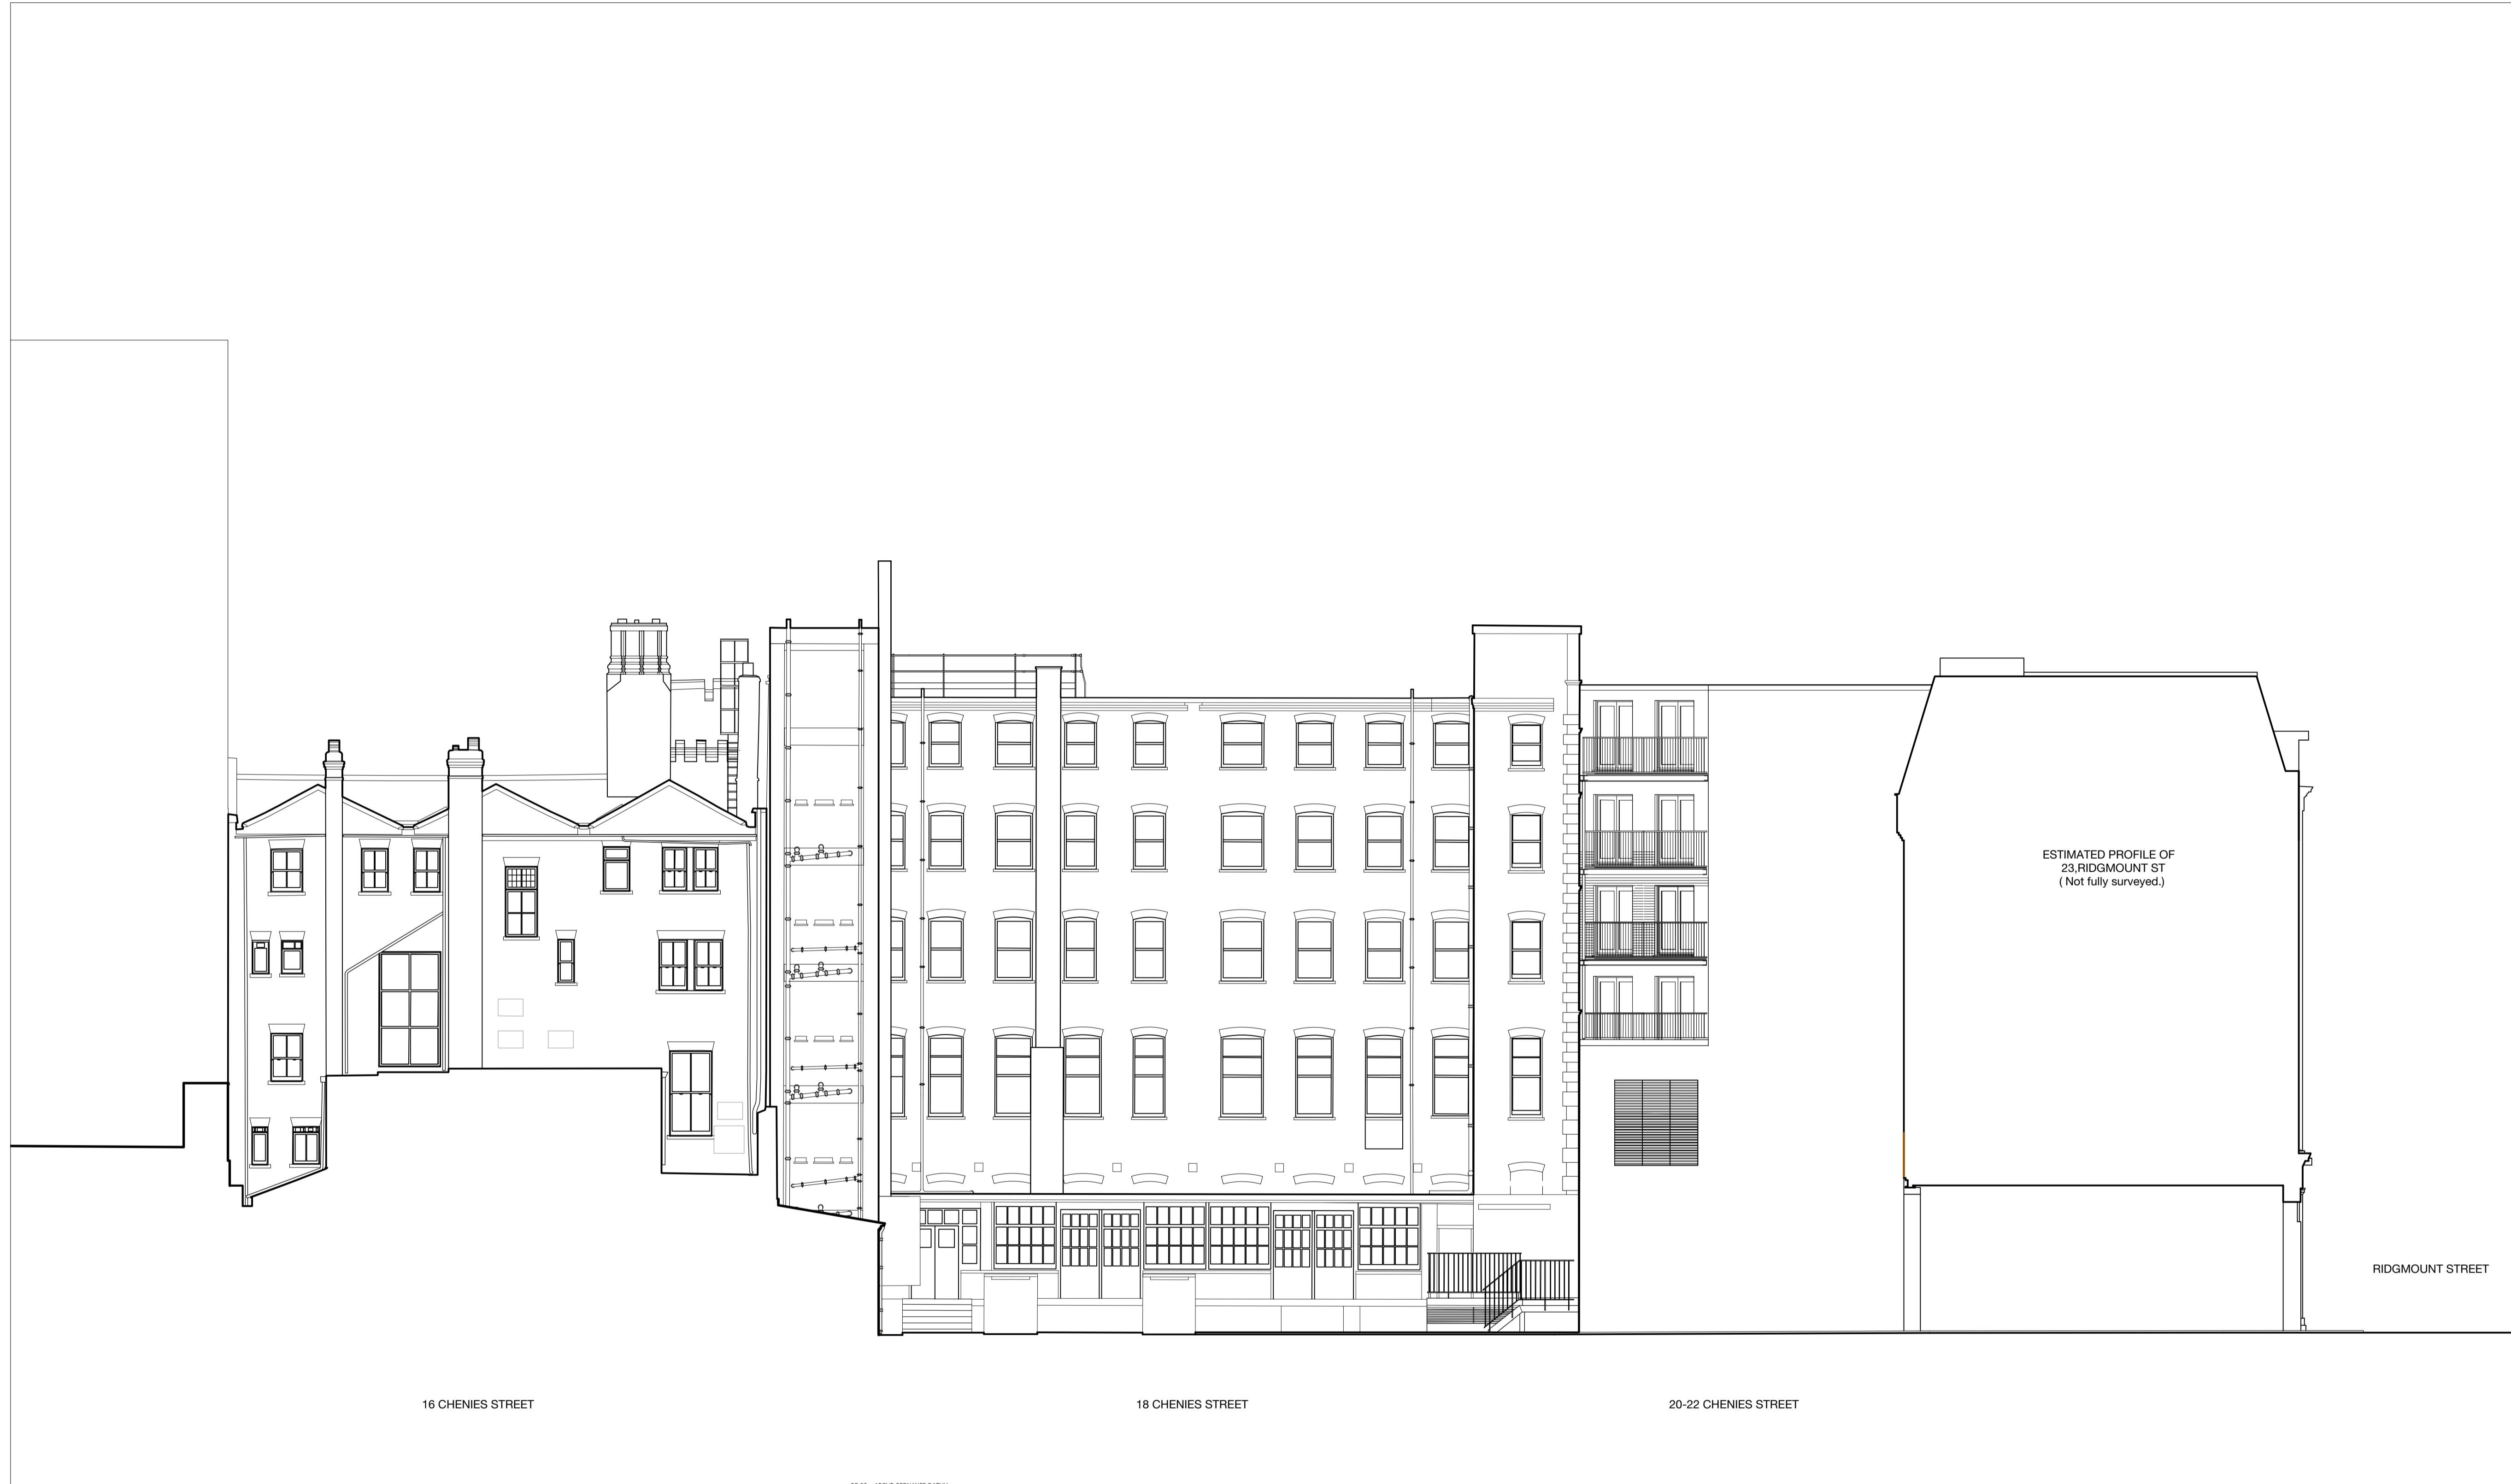 ESTIMATED PROFILE OF
23,RIDGMOUNT ST
( Not fully surveyed.)
RIDGMOUNT STREET
16 CHENIES STREET
18 CHENIES STREET
20-22 CHENIES STREET